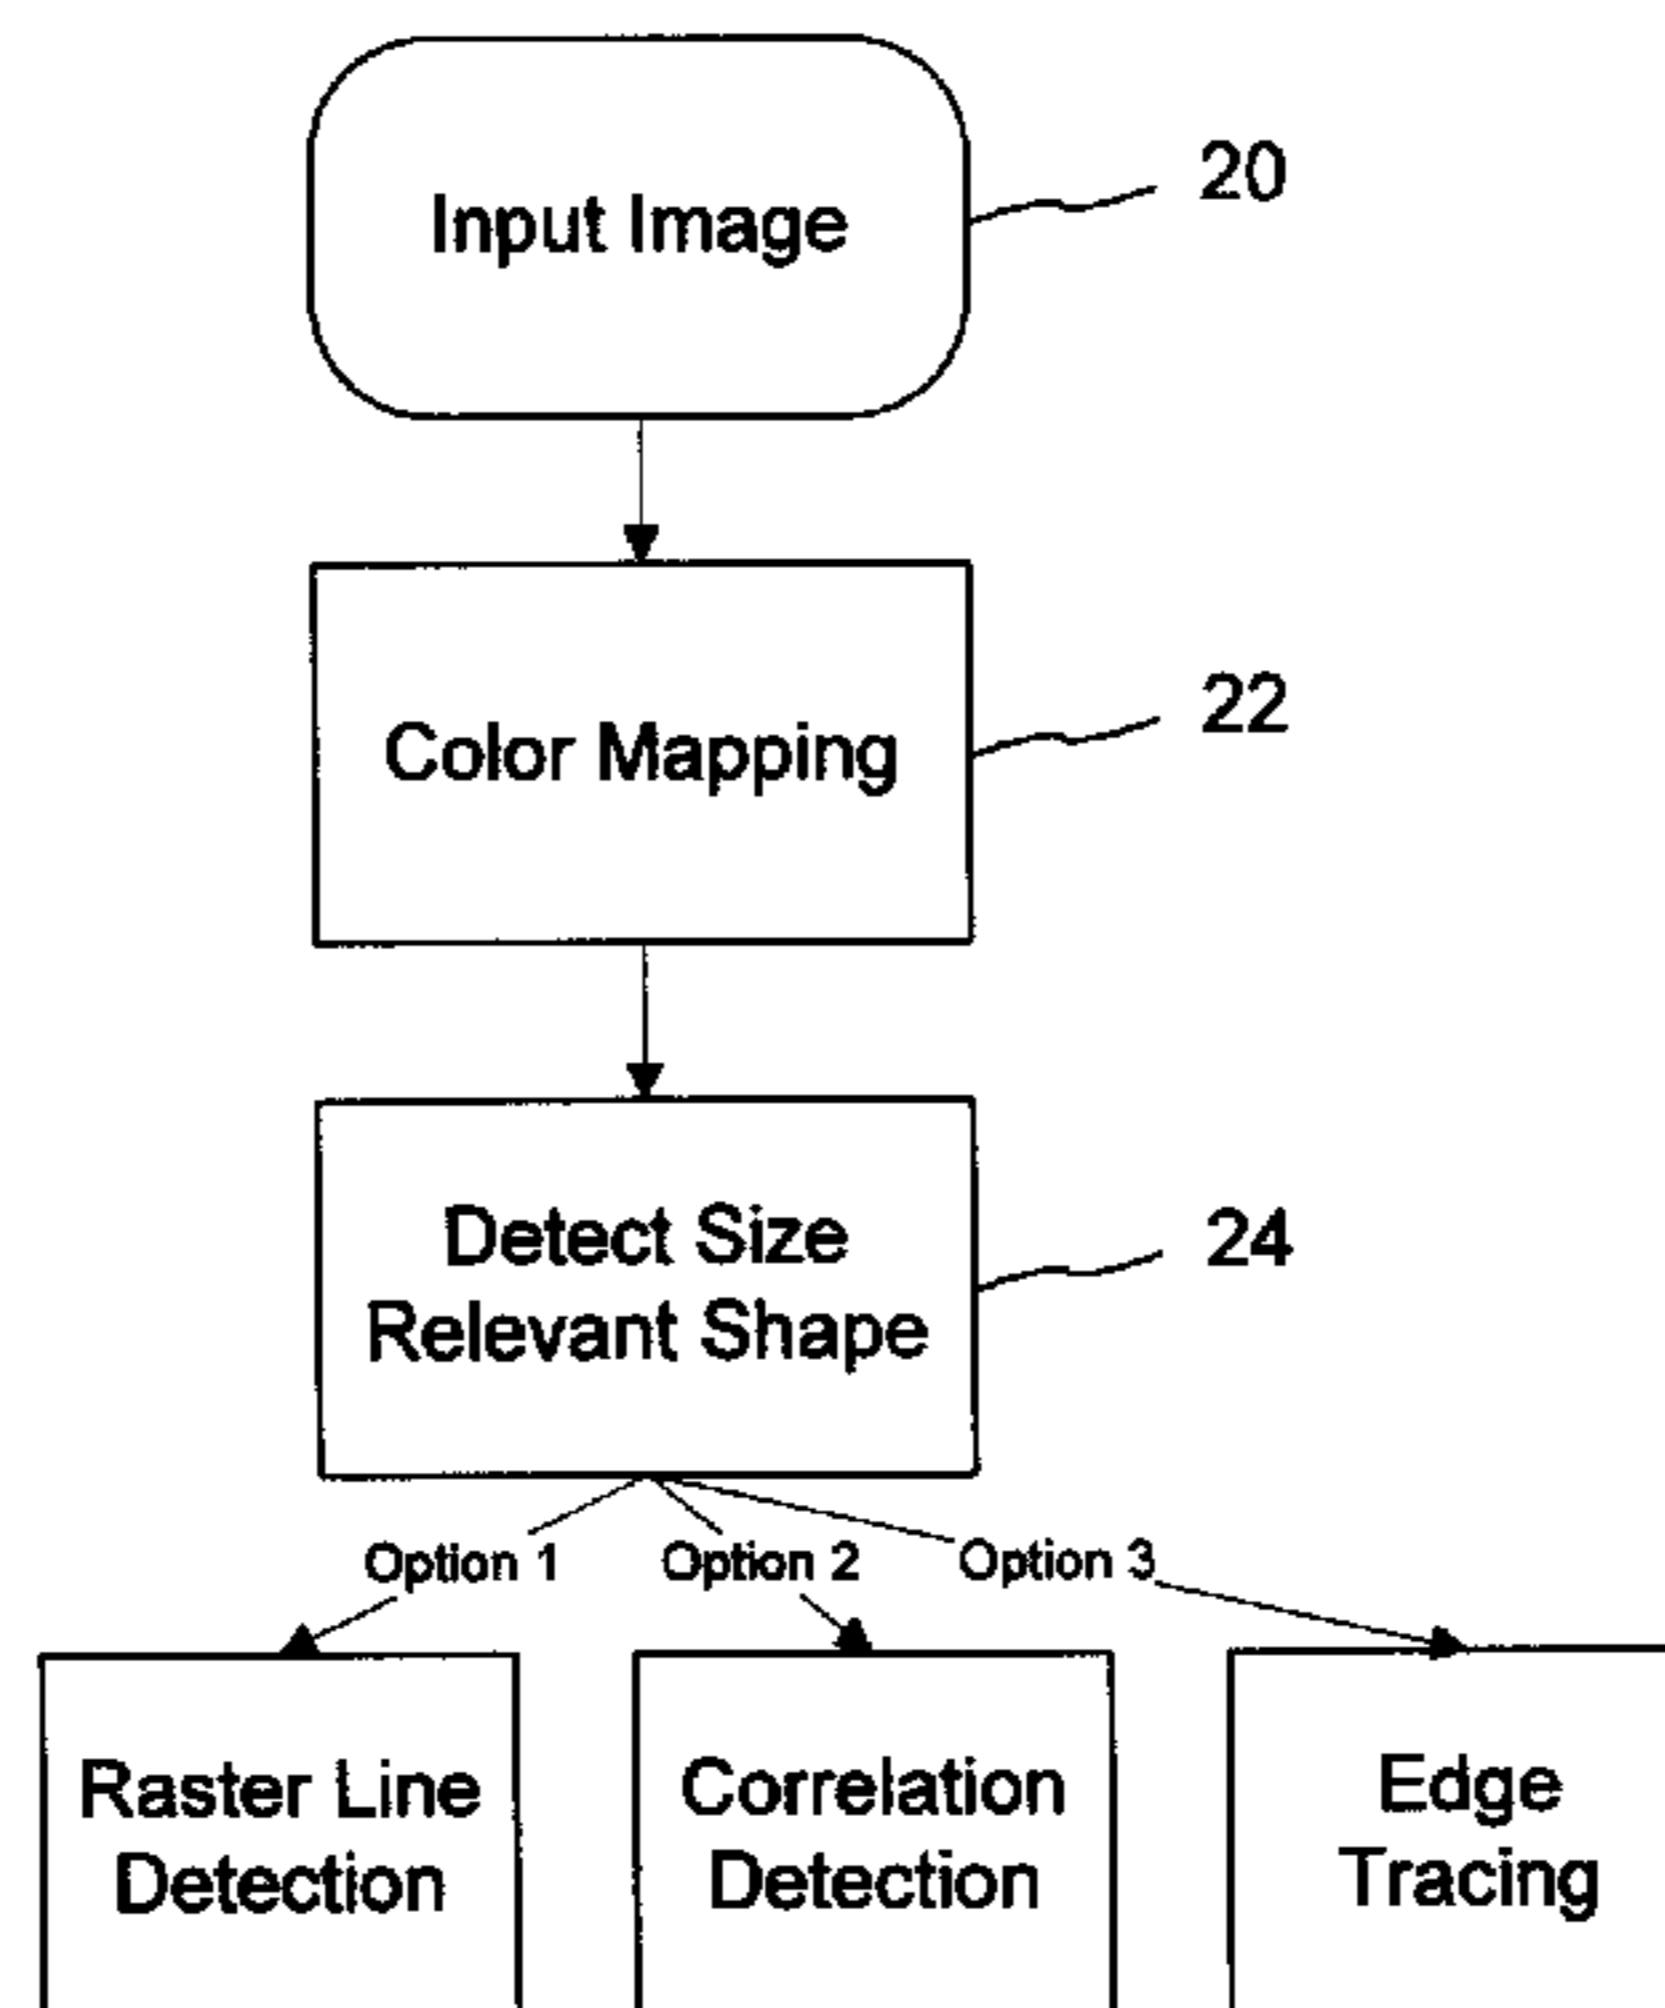 Input Image
20
Color Mapping
22
Detect Size
Relevant Shape
24
Option 1
Option 2
Option 3
Raster Line
Detection
Correlation
Detection
Edge
Tracing